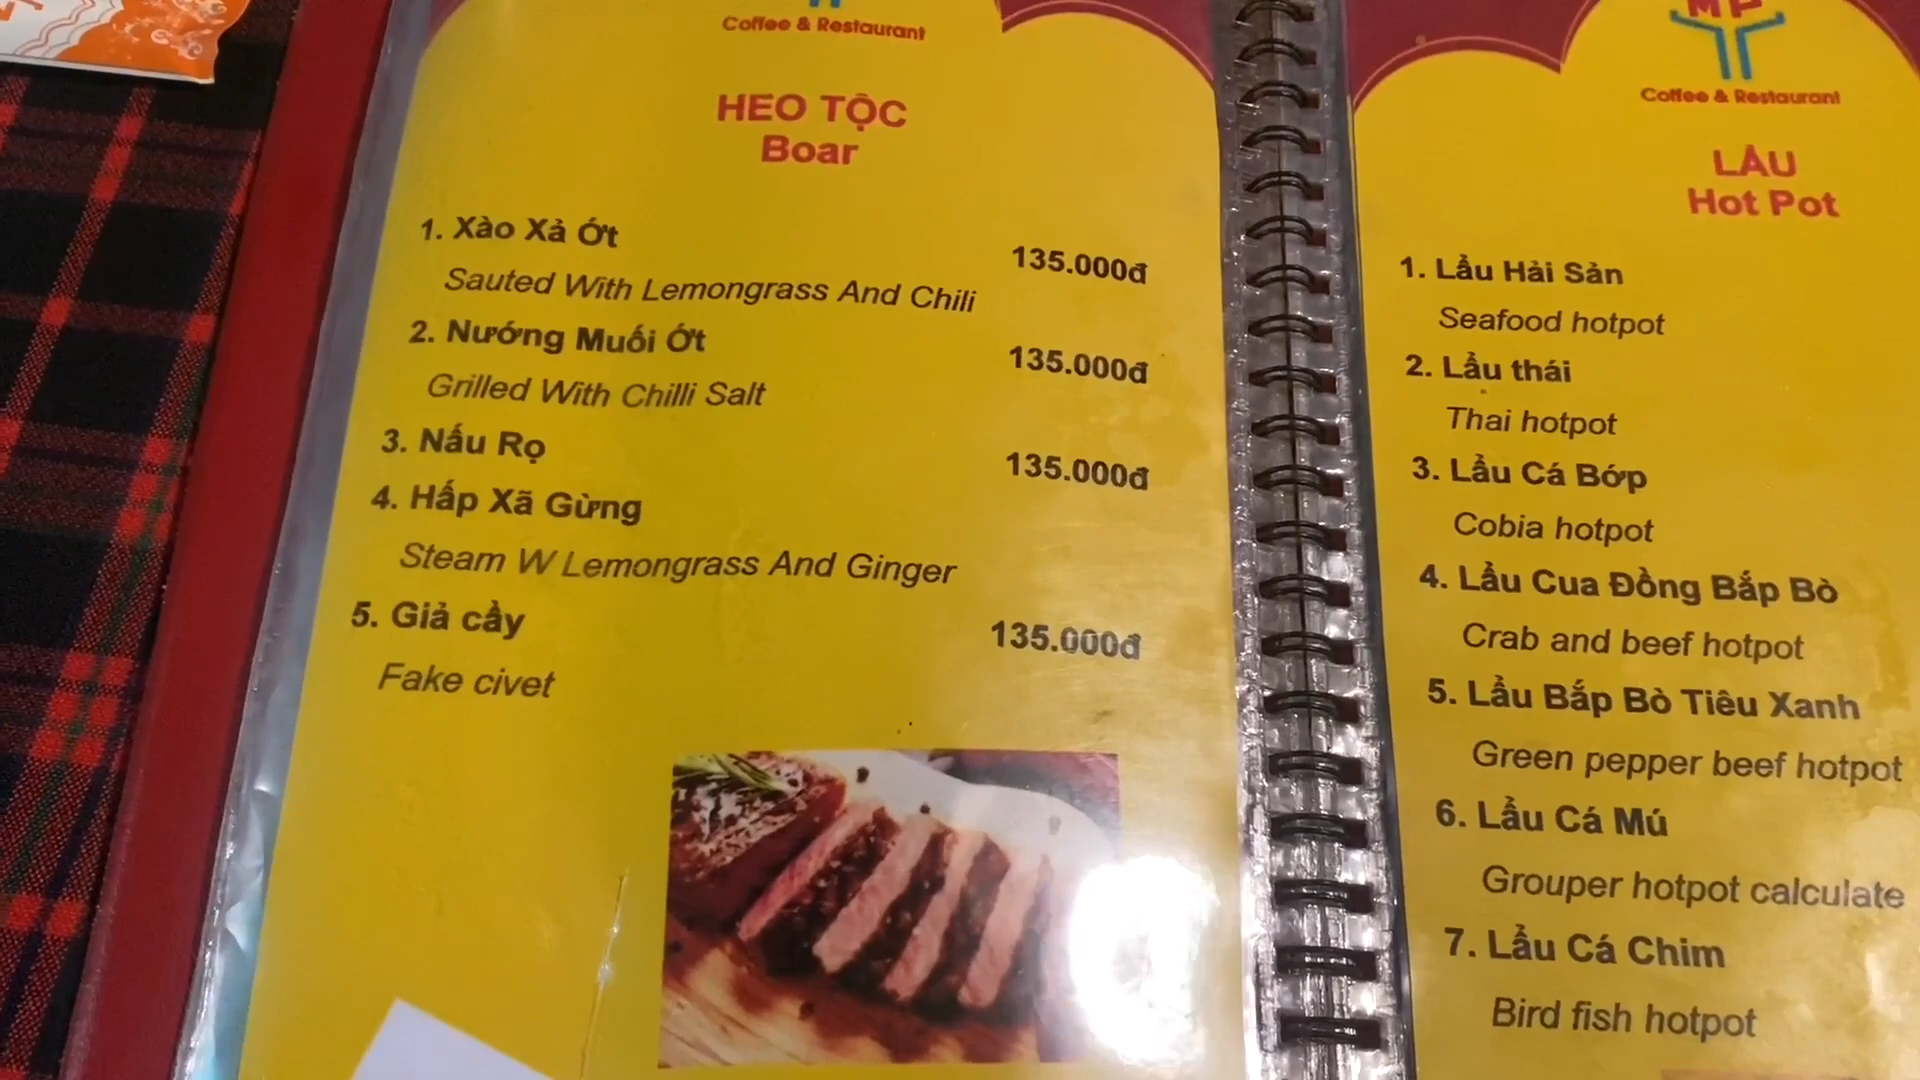 Coffee & Restaurant
HEO TỘC
Boar
1. Xào Xả Ớt
135.000đ
Sauted With Lemongrass And Chili
2. Nướng Muối Ớt
135.000đ
Grilled With Chilli Salt
3. Nấu Rọ
135.000đ
4. Hấp Xã Gừng
Steam W Lemongrass And Ginger
5. Giả cầy
135.000đ
Fake civet
MP
Coffee & Restaurant
LẨU
Hot Pot
1. Lẩu Hải Sản
Seafood hotpot
2. Lẩu thái
Thai hotpot
3. Lẩu Cá Bớp
Cobia hotpot
4. Lẩu Cua Đồng Bắp Bò
Crab and beef hotpot
5. Lẩu Bắp Bò Tiêu Xanh
Green pepper beef hotpot
6. Lẩu Cá Mú
Grouper hotpot calculate
7. Lẩu Cá Chim
Bird fish hotpot